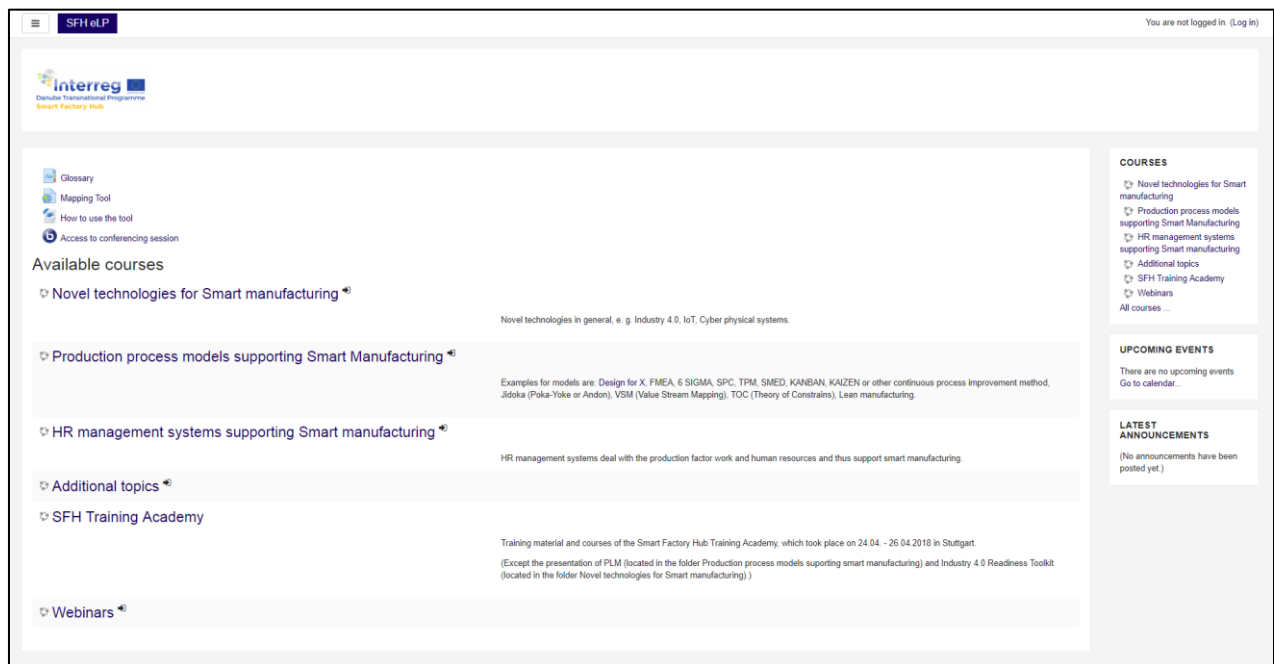 SFH eLP
You are not logged in. (Log in)
Interreg
Danube Transnational Programme
Smart Factory Hub
Glossary
Mapping Tool
How to use the tool
Access to conferencing session
Available courses
Novel technologies for Smart manufacturing
Novel technologies in general, e. g. Industry 4.0, IoT, Cyber physical systems.
Production process models supporting Smart Manufacturing
Examples for models are: Design for X, FMEA, 6 SIGMA, SPC, TPM, SMED, KANBAN, KAIZEN or other continuous process improvement method,
Jidoka (Poka-Yoke or Andon), VSM (Value Stream Mapping), TOC (Theory of Constrains), Lean manufacturing.
HR management systems supporting Smart manufacturing
HR management systems deal with the production factor work and human resources and thus support smart manufacturing.
Additional topics
SFH Training Academy
Training material and courses of the Smart Factory Hub Training Academy, which took place on 24.04. - 26.04.2018 in Stuttgart.
(Except the presentation of PLM (located in the folder Production process models suporting smart manufacturing) and Industry 4.0 Readiness Toolkit
(located in the folder Novel technologies for Smart manufacturing).)
Webinars
COURSES
Novel technologies for Smart
manufacturing
Production process models
supporting Smart Manufacturing
HR management systems
supporting Smart manufacturing
Additional topics
SFH Training Academy
Webinars
All courses ...
UPCOMING EVENTS
There are no upcoming events
Go to calendar...
LATEST
ANNOUNCEMENTS
(No announcements have been
posted yet.)